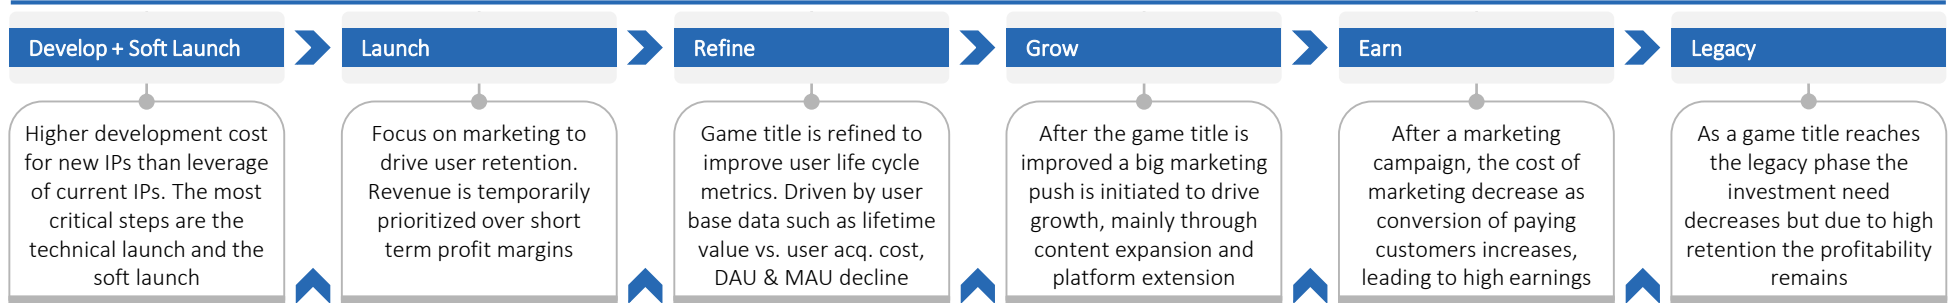 Develop + Soft Launch
Launch
Refine
Grow
Earn
Legacy
Higher development cost
for new IPs than leverage
of current IPs. The most
critical steps are the
technical launch and the
soft launch
Focus on marketing to
drive user retention.
Revenue is temporarily
prioritized over short
term profit margins
Game title is refined to
improve user life cycle
metrics. Driven by user
base data such as lifetime
value vs. user acq. cost,
DAU & MAU decline
After the game title is
improved a big marketing
push is initiated to drive
growth, mainly through
content expansion and
platform extension
After a marketing
campaign, the cost of
marketing decrease as
conversion of paying
customers increases,
leading to high earnings
As a game title reaches
the legacy phase the
investment need
decreases but due to high
retention the profitability
remains